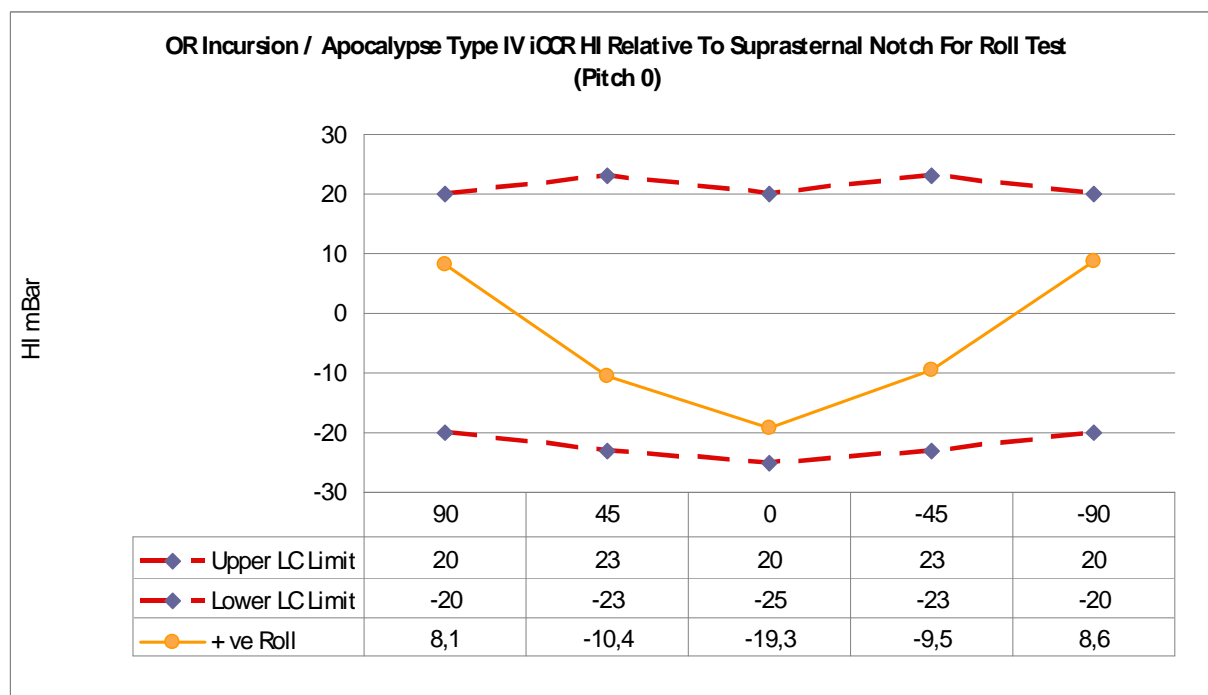 OR Incursion / Apocalypse Type IV iCCR HI Relative To Suprasternal Notch For Roll Test
(Pitch 0)
HI mBar
30
20
10
0
-10
-20
-30
90 45 0 -45 -90
Upper LC Limit 20 23 20 23 20
Lower LC Limit -20 -23 -25 -23 -20
+ve Roll 8,1 -10,4 -19,3 -9,5 8,6